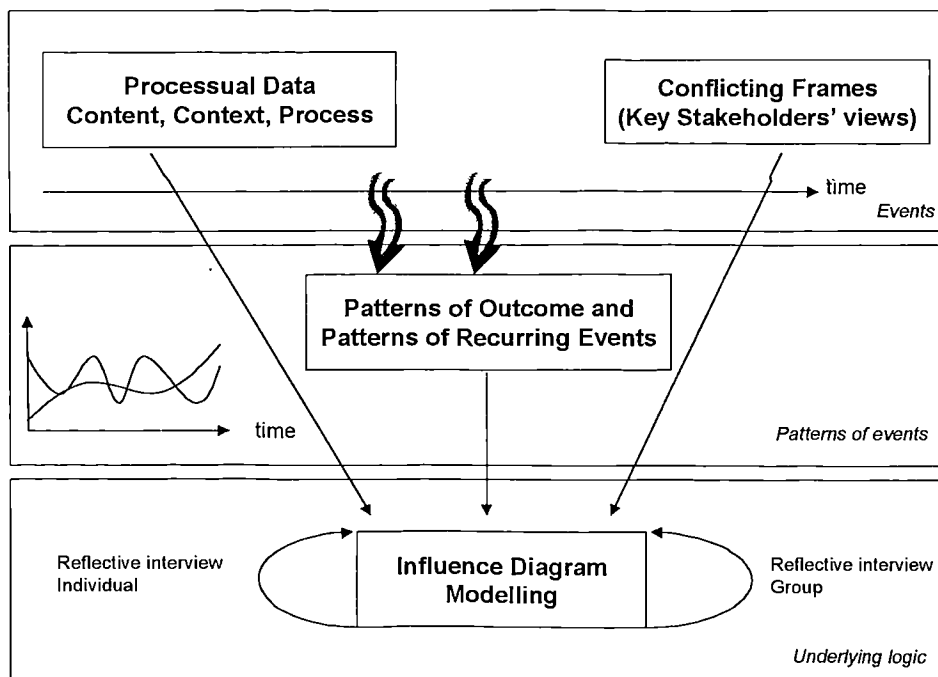 Processual Data
Content, Context, Process
Conflicting Frames
(Key Stakeholders' views)
time
Events
Patterns of Outcome and
Patterns of Recurring Events
time
Patterns of events
Reflective interview
Individual
Influence Diagram
Modelling
Reflective interview
Group
Underlying logic